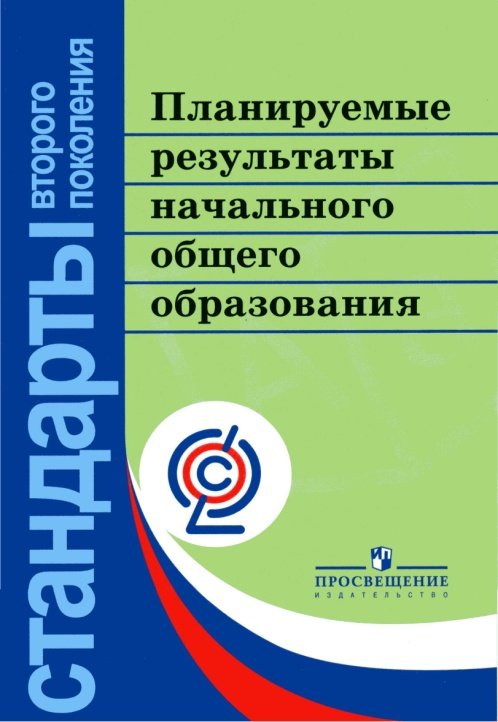 стандарты
второго
поколения
Планируемые
результаты
начального
общего
образования
С
ПРОСВЕЩЕНИЕ
ИЗДАТЕЛЬСТВО